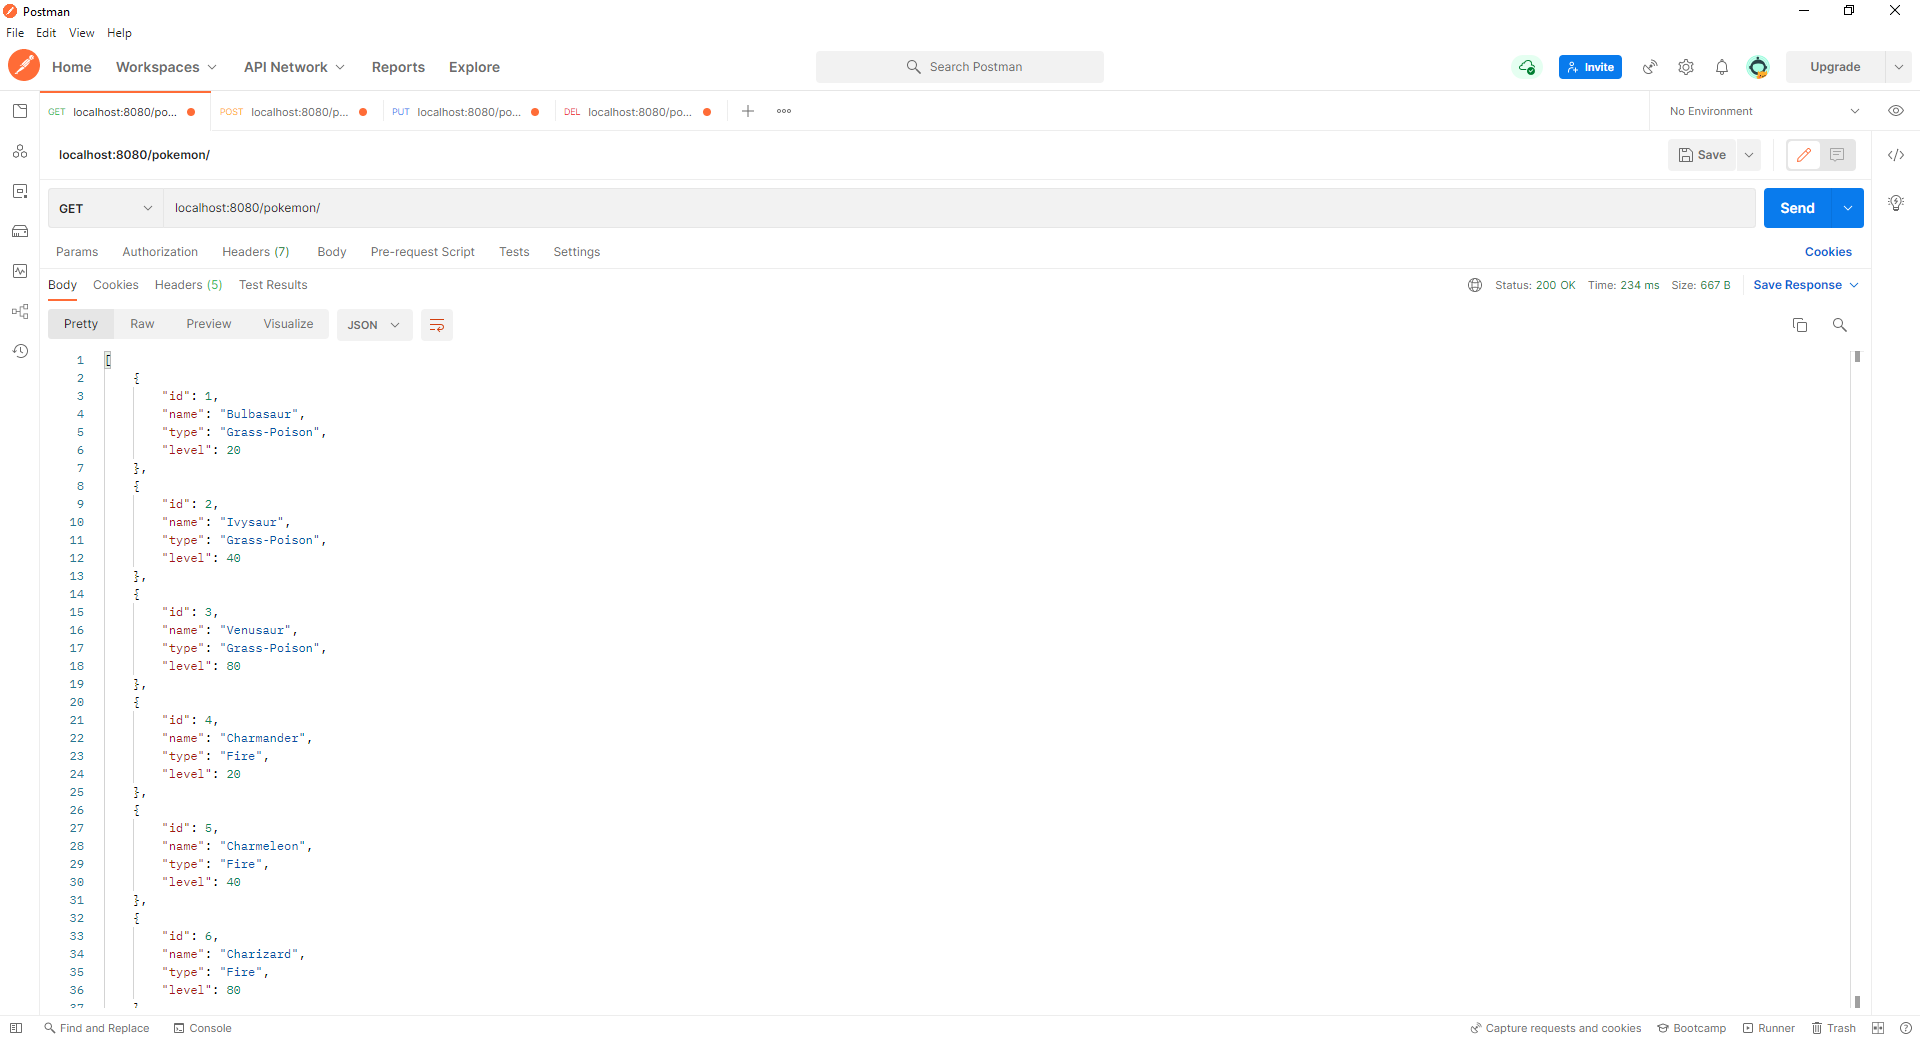 Postman
File Edit View Help
Home Workspaces API Network Reports Explore Search Postman Invite Upgrade
GET localhost:8080/po... POST localhost:8080/p... PUT localhost:8080/po... DEL localhost:8080/po... No Environment
localhost:8080/pokemon/ Save
GET localhost:8080/pokemon/ Send
Params Authorization Headers (7) Body Pre-request Script Tests Settings Cookies
Body Cookies Headers (5) Test Results Status: 200 OK Time: 234 ms Size: 667 B Save Response
Pretty Raw Preview Visualize JSON
1 [
2 {
3 "id": 1,
4 "name": "Bulbasaur",
5 "type": "Grass-Poison",
6 "level": 20
7 },
8 {
9 "id": 2,
10 "name": "Ivysaur",
11 "type": "Grass-Poison",
12 "level": 40
13 },
14 {
15 "id": 3,
16 "name": "Venusaur",
17 "type": "Grass-Poison",
18 "level": 80
19 },
20 {
21 "id": 4,
22 "name": "Charmander",
23 "type": "Fire",
24 "level": 20
25 },
26 {
27 "id": 5,
28 "name": "Charmeleon",
29 "type": "Fire",
30 "level": 40
31 },
32 {
33 "id": 6,
34 "name": "Charizard",
35 "type": "Fire",
36 "level": 80
37
Find and Replace Console Capture requests and cookies Bootcamp Runner Trash